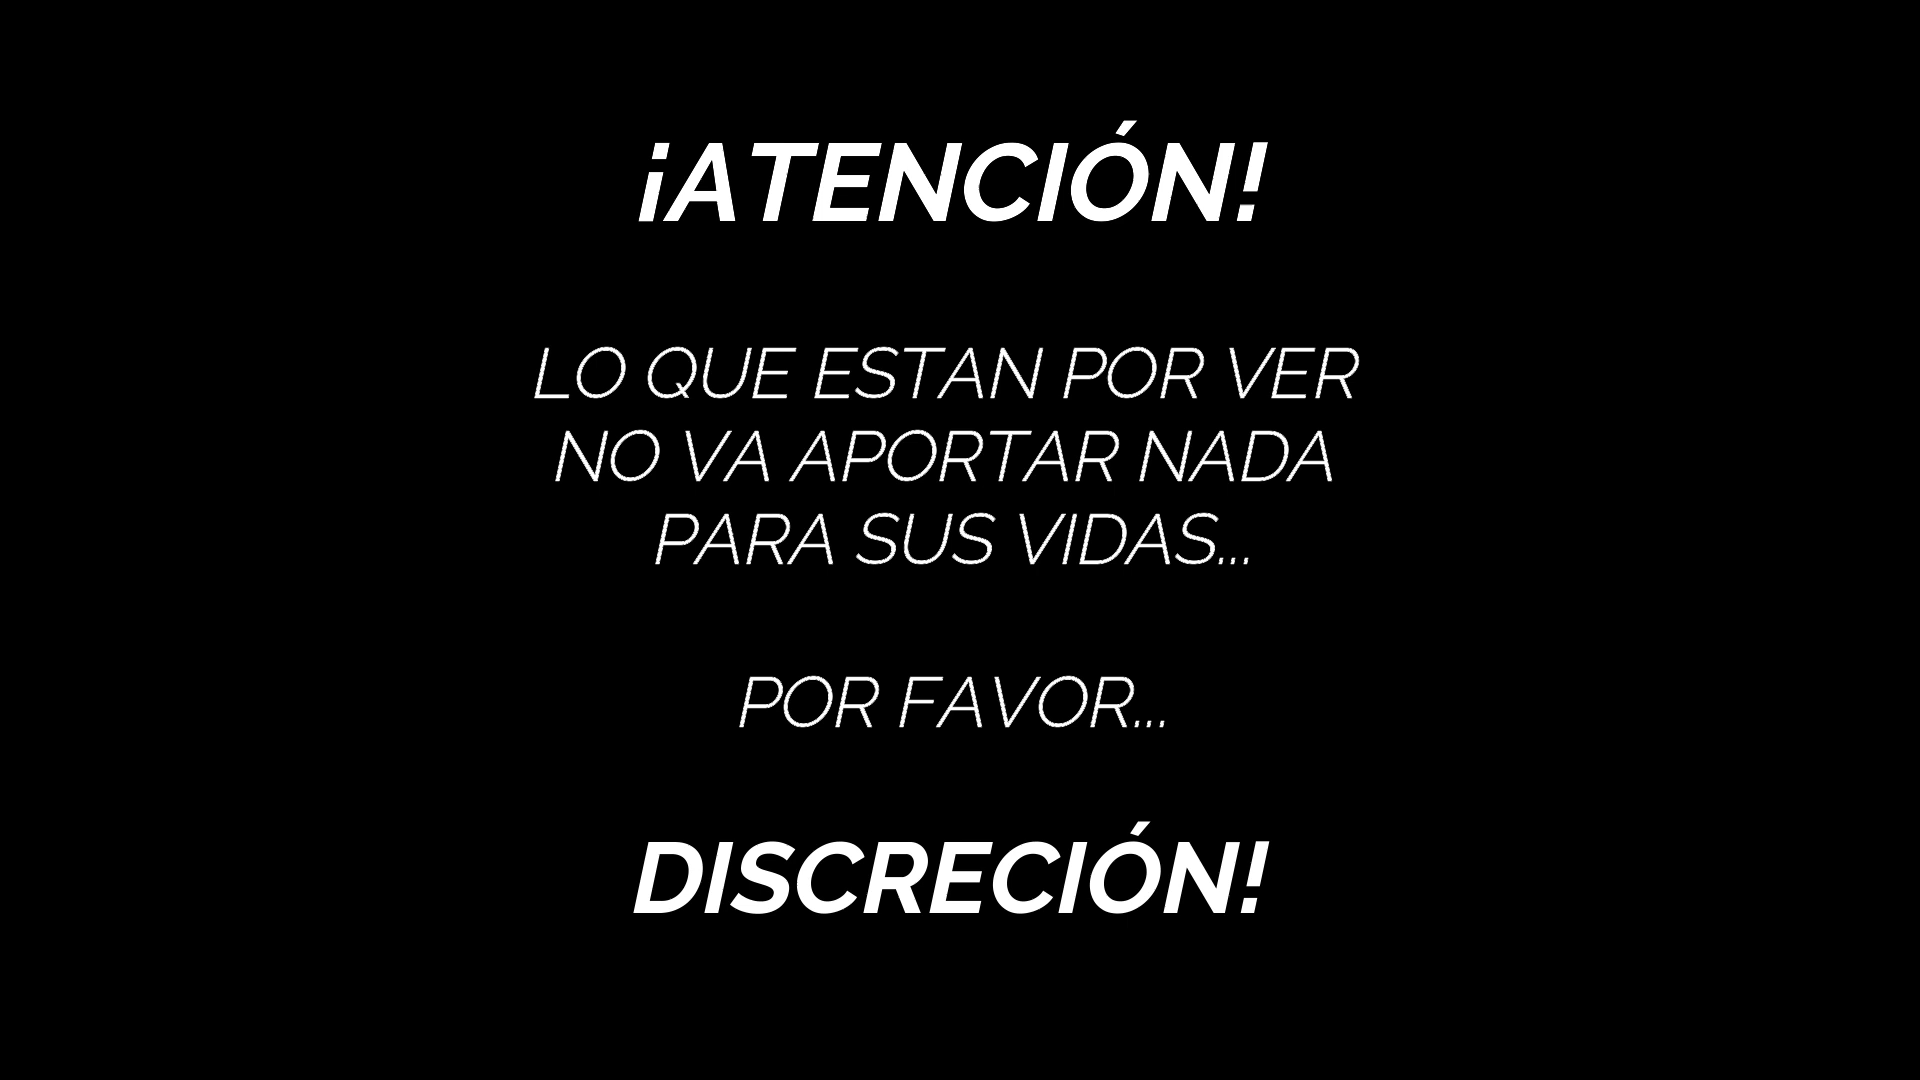 ¡ATENCIÓN!
LO QUE ESTAN POR VER
NO VA APORTAR NADA
PARA SUS VIDAS...
POR FAVOR...
DISCRECIÓN!